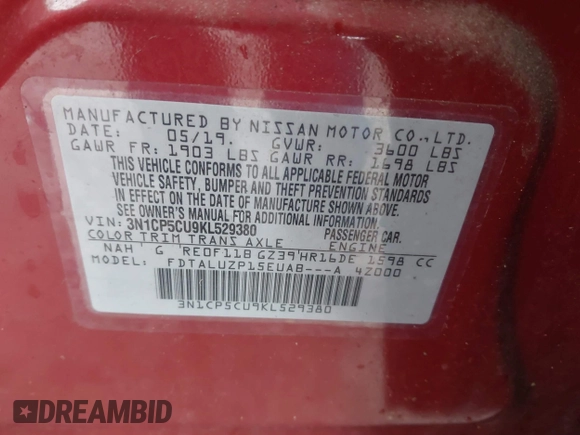 MANUFACTURED BY NISSAN MOTOR CO., LTD.
DATE: 05/19. GVWR: 3600 LBS
GAWR FR: 1903 LBS GAWR RR: 1698 LBS
THIS VEHICLE CONFORMS TO ALL APPLICABLE FEDERAL MOTOR
VEHICLE SAFETY, BUMPER AND THEFT PREVENTION STANDARDS
IN EFFECT ON THE DATE OF MANUFACTURE SHOWN ABOVE.
SEE OWNER'S MANUAL FOR ADDITIONAL INFORMATION.
VIN: 3N1CP5CU9KL529380 PASSENGER CAR.
COLOR TRIM TRANS AXLE ENGINE
NAH' G 'RE0F11B GZ39'HR16DE 1598 CC
MODEL: FDTALUZP15EUAB---A 4Z000
3N1CP5CU9KL529380
DREAMBID